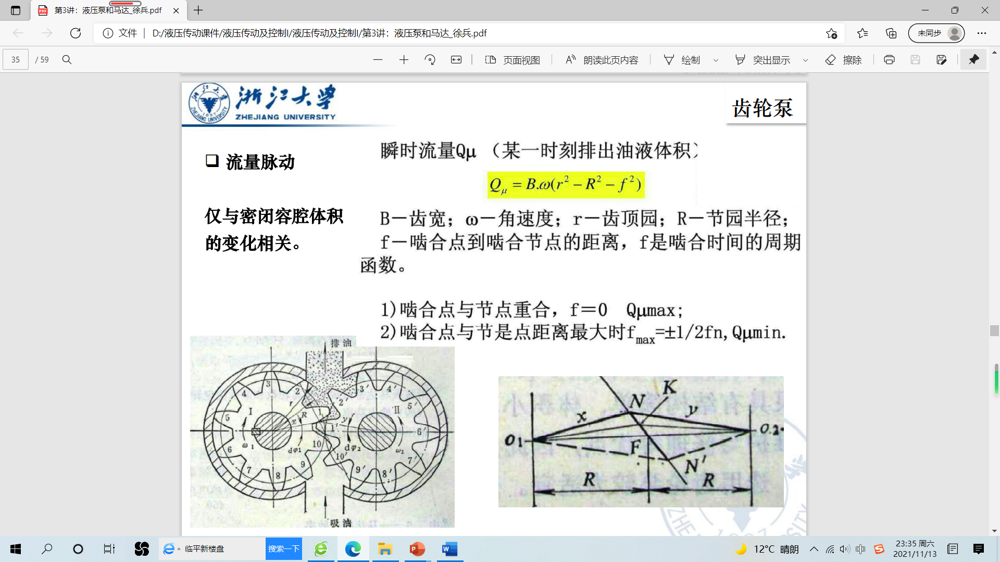 第3讲：液压泵和马达_徐兵.pdf
文件
D:/液压传动课件/液压传动及控制I/液压传动及控制I/第3讲：液压泵和马达_徐兵.pdf
未同步
35 / 59
页面视图
朗读此页内容
绘制
突出显示
擦除
浙江大学
ZHEJIANG UNIVERSITY
齿轮泵
瞬时流量Qμ （某一时刻排出油液体积）
流量脉动
Qμ = B.ω(r² − R² − f²)
仅与密闭容腔体积
的变化相关。
B－齿宽；ω－角速度；r－齿顶园；R－节园半径；
f－啮合点到啮合节点的距离，f是啮合时间的周期
函数。
1)啮合点与节点重合，f＝0 Qμmax;
2)啮合点与节是点距离最大时fmax=±1/2fn,Qμmin.
排油
3 2 4 5 6 7 8 9 10 1
I r R x y
ω1 dφ1 dφ2 ω2
II
2′ 3′ 4′ 5′ 6′ 7′ 8′ 9′ 10′ 1′
吸油
K
N
x y
O1 O2
F
N′
R R
临平新楼盘
搜索一下
12°C 晴朗
中
23:35 周六
2021/11/13